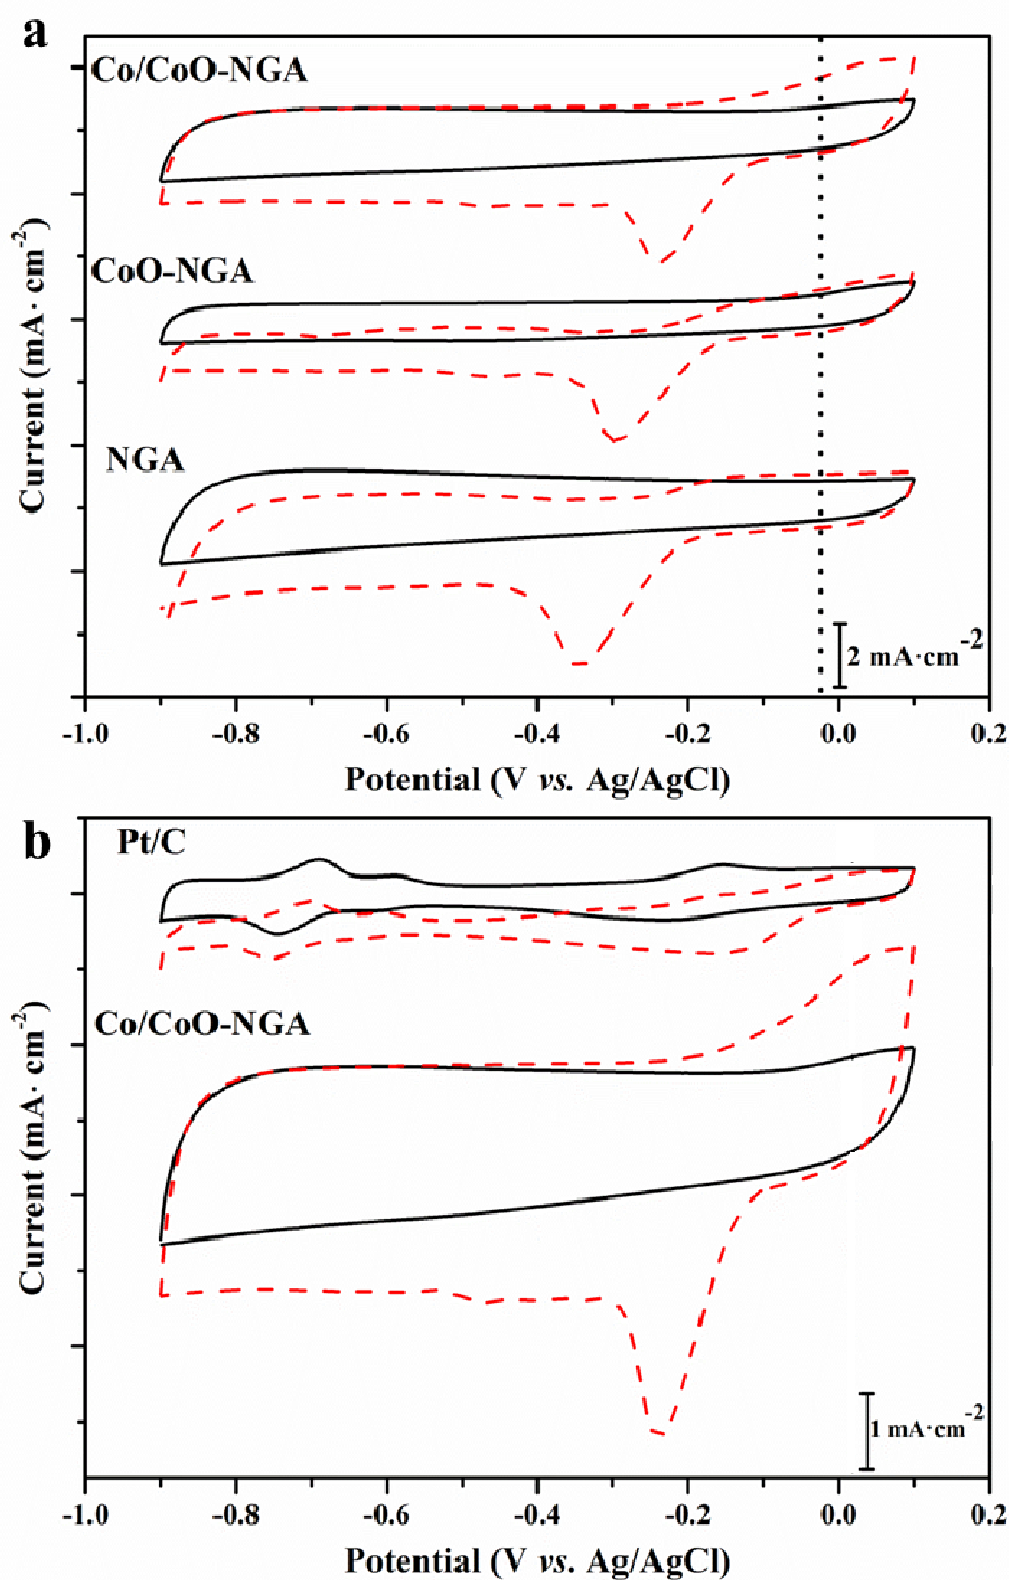 a
Co/CoO-NGA
CoO-NGA
NGA
2 mA·cm-2
Current (mA· cm-2)
-1.0 -0.8 -0.6 -0.4 -0.2 0.0 0.2
Potential (V vs. Ag/AgCl)
b
Pt/C
Co/CoO-NGA
1 mA·cm-2
Current (mA· cm-2)
-1.0 -0.8 -0.6 -0.4 -0.2 0.0 0.2
Potential (V vs. Ag/AgCl)